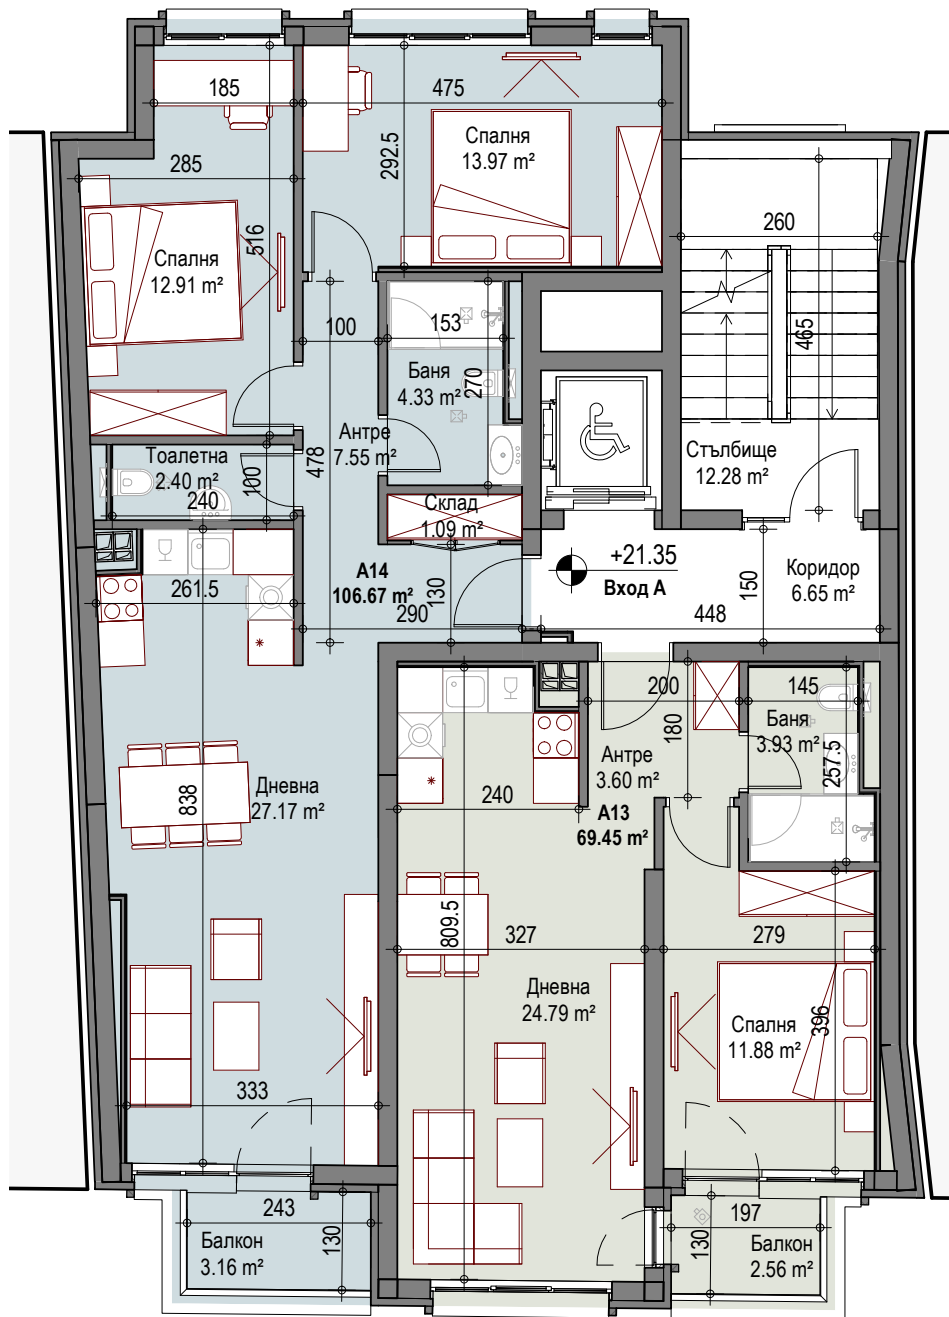 185
475
Спалня
13.97 m²
292.5
285
516
260
Спалня
12.91 m²
100
153
465
Баня
4.33 m²
270
Антре
7.55 m²
478
Тоалетна
2.40 m²
100
240
Стълбище
12.28 m²
Склад
1.09 m²
+21.35
Вход А
А14
106.67 m²
130
290
261.5
Коридор
6.65 m²
150
448
200
180
145
Баня
3.93 m²
257.5
Антре
3.60 m²
А13
69.45 m²
240
Дневна
27.17 m²
838
809.5
327
279
Дневна
24.79 m²
Спалня
11.88 m²
396
333
243
130
Балкон
3.16 m²
197
130
Балкон
2.56 m²